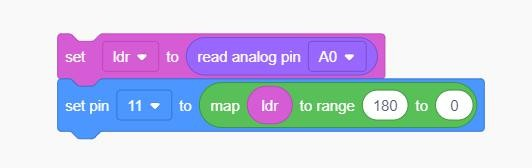 set ldr to read analog pin A0
set pin 11 to map ldr to range 180 to 0